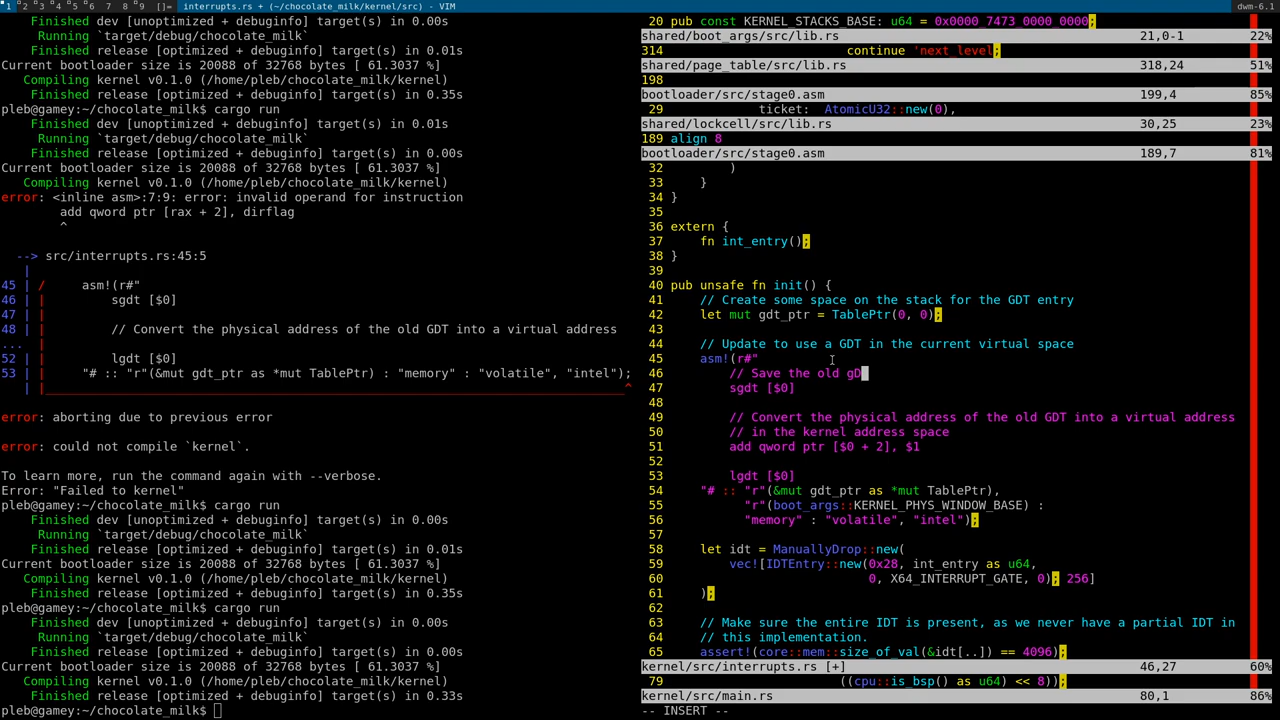 1 2 3 4 5 6 7 8 9 []= interrupts.rs + (~/chocolate_milk/kernel/src) - VIM dwm-6.1
Finished dev [unoptimized + debuginfo] target(s) in 0.00s
Running `target/debug/chocolate_milk`
Finished release [optimized + debuginfo] target(s) in 0.01s
Current bootloader size is 20088 of 32768 bytes [ 61.3037 %]
Compiling kernel v0.1.0 (/home/pleb/chocolate_milk/kernel)
Finished release [optimized + debuginfo] target(s) in 0.35s
pleb@gamey:~/chocolate_milk$ cargo run
Finished dev [unoptimized + debuginfo] target(s) in 0.01s
Running `target/debug/chocolate_milk`
Finished release [optimized + debuginfo] target(s) in 0.00s
Current bootloader size is 20088 of 32768 bytes [ 61.3037 %]
Compiling kernel v0.1.0 (/home/pleb/chocolate_milk/kernel)
error: <inline asm>:7:9: error: invalid operand for instruction
add qword ptr [rax + 2], dirflag
^
--> src/interrupts.rs:45:5
|
45 | / asm!(r#"
46 | | sgdt [$0]
47 | |
48 | | // Convert the physical address of the old GDT into a virtual address
... |
52 | | lgdt [$0]
53 | | "# :: "r"(&mut gdt_ptr as *mut TablePtr) : "memory" : "volatile", "intel");
| |_____^
error: aborting due to previous error
error: could not compile `kernel`.
To learn more, run the command again with --verbose.
Error: "Failed to kernel"
pleb@gamey:~/chocolate_milk$ cargo run
Finished dev [unoptimized + debuginfo] target(s) in 0.00s
Running `target/debug/chocolate_milk`
Finished release [optimized + debuginfo] target(s) in 0.01s
Current bootloader size is 20088 of 32768 bytes [ 61.3037 %]
Compiling kernel v0.1.0 (/home/pleb/chocolate_milk/kernel)
Finished release [optimized + debuginfo] target(s) in 0.35s
pleb@gamey:~/chocolate_milk$ cargo run
Finished dev [unoptimized + debuginfo] target(s) in 0.00s
Running `target/debug/chocolate_milk`
Finished release [optimized + debuginfo] target(s) in 0.00s
Current bootloader size is 20088 of 32768 bytes [ 61.3037 %]
Compiling kernel v0.1.0 (/home/pleb/chocolate_milk/kernel)
Finished release [optimized + debuginfo] target(s) in 0.33s
pleb@gamey:~/chocolate_milk$
20 pub const KERNEL_STACKS_BASE: u64 = 0x0000_7473_0000_0000;
shared/boot_args/src/lib.rs 21,0-1 22%
314 continue 'next_level;
shared/page_table/src/lib.rs 318,24 51%
198
bootloader/src/stage0.asm 199,4 85%
29 ticket: AtomicU32::new(0),
shared/lockcell/src/lib.rs 30,25 23%
189 align 8
bootloader/src/stage0.asm 189,7 81%
32 )
33 }
34 }
35
36 extern {
37 fn int_entry();
38 }
39
40 pub unsafe fn init() {
41 // Create some space on the stack for the GDT entry
42 let mut gdt_ptr = TablePtr(0, 0);
43
44 // Update to use a GDT in the current virtual space
45 asm!(r#"
46 // Save the old gD
47 sgdt [$0]
48
49 // Convert the physical address of the old GDT into a virtual address
50 // in the kernel address space
51 add qword ptr [$0 + 2], $1
52
53 lgdt [$0]
54 "# :: "r"(&mut gdt_ptr as *mut TablePtr),
55 "r"(boot_args::KERNEL_PHYS_WINDOW_BASE) :
56 "memory" : "volatile", "intel");
57
58 let idt = ManuallyDrop::new(
59 vec![IDTEntry::new(0x28, int_entry as u64,
60 0, X64_INTERRUPT_GATE, 0); 256]
61 );
62
63 // Make sure the entire IDT is present, as we never have a partial IDT in
64 // this implementation.
65 assert!(core::mem::size_of_val(&idt[..]) == 4096);
kernel/src/interrupts.rs [+] 46,27 60%
79 ((cpu::is_bsp() as u64) << 8));
kernel/src/main.rs 80,1 86%
-- INSERT --